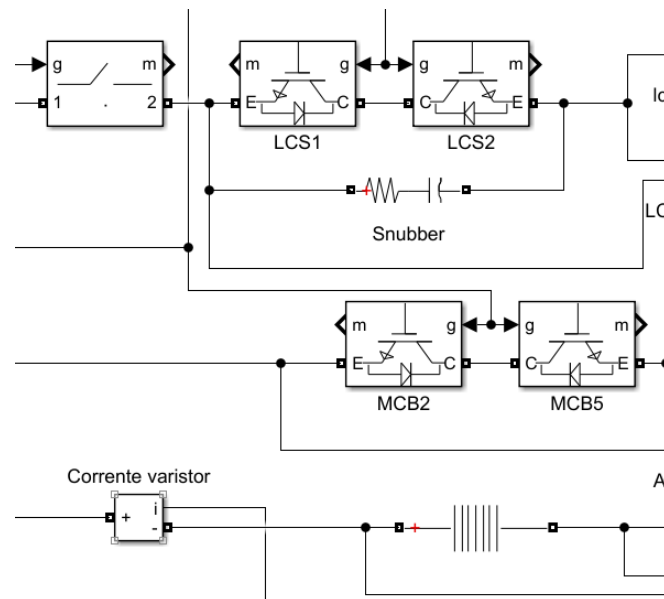 g m m g g m
1 . 2 E C C E
LCS1 LCS2
Snubber
m g g m
E C C E
MCB2 MCB5
Corrente varistor
+ i
-
+